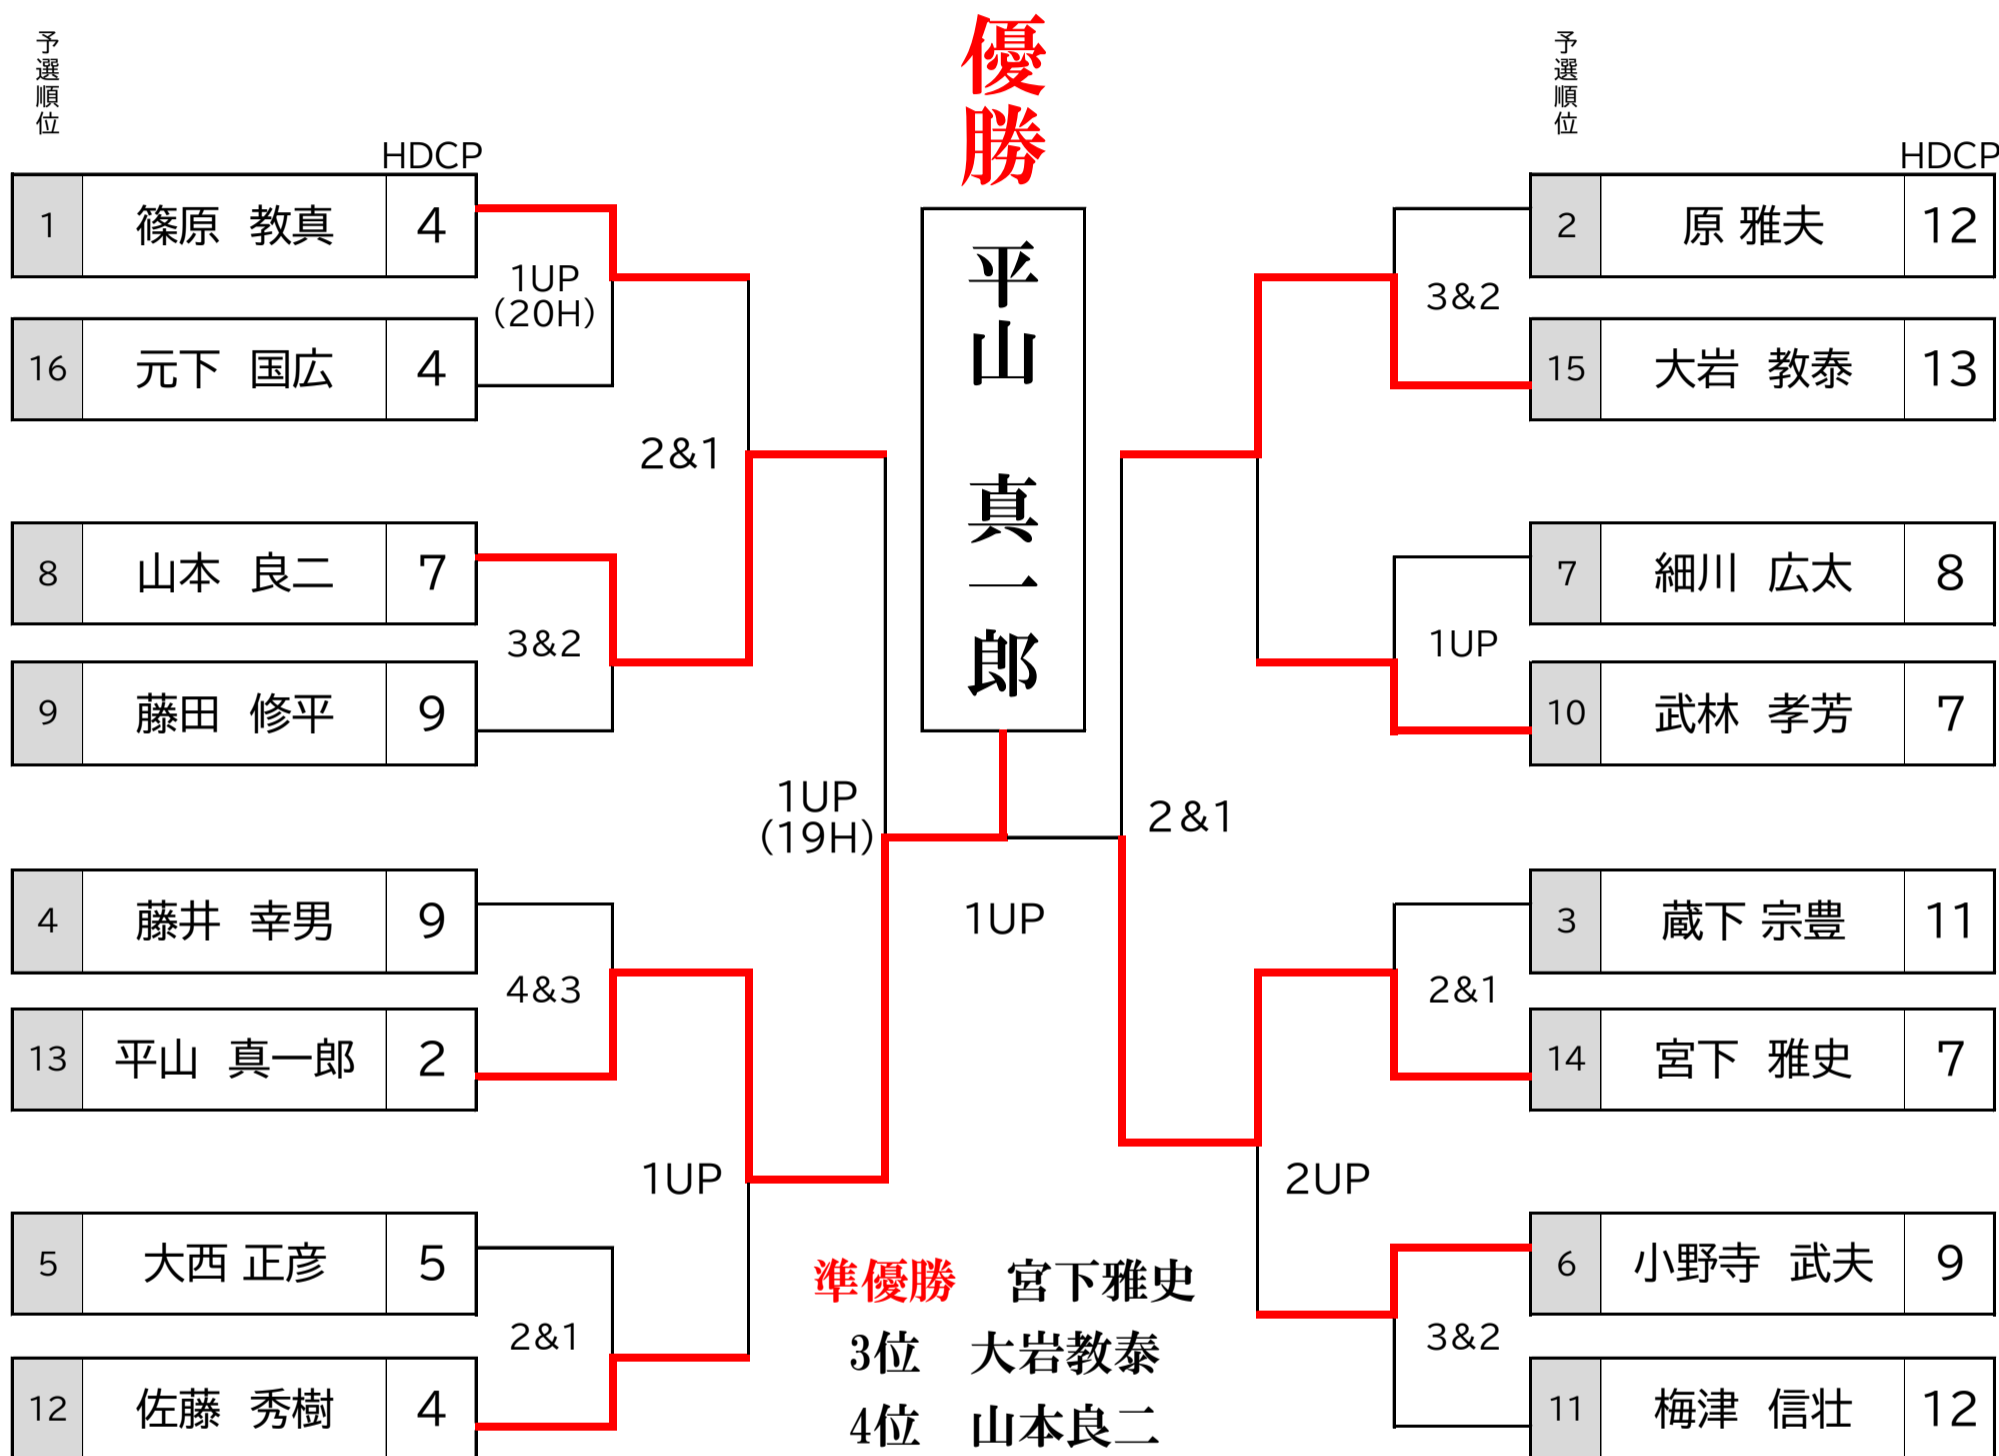 優勝
平山 真一郎
予選順位
HDCP
1 篠原 教真 4
16 元下 国広 4
1UP
(20H)
8 山本 良二 7
9 藤田 修平 9
3&2
2&1
4 藤井 幸男 9
13 平山 真一郎 2
4&3
5 大西 正彦 5
12 佐藤 秀樹 4
2&1
1UP
1UP
(19H)
1UP
予選順位
HDCP
2 原 雅夫 12
15 大岩 教泰 13
3&2
7 細川 広太 8
10 武林 孝芳 7
1UP
2&1
3 蔵下 宗豊 11
14 宮下 雅史 7
2&1
6 小野寺 武夫 9
11 梅津 信壮 12
3&2
2UP
準優勝 宮下雅史
3位 大岩教泰
4位 山本良二